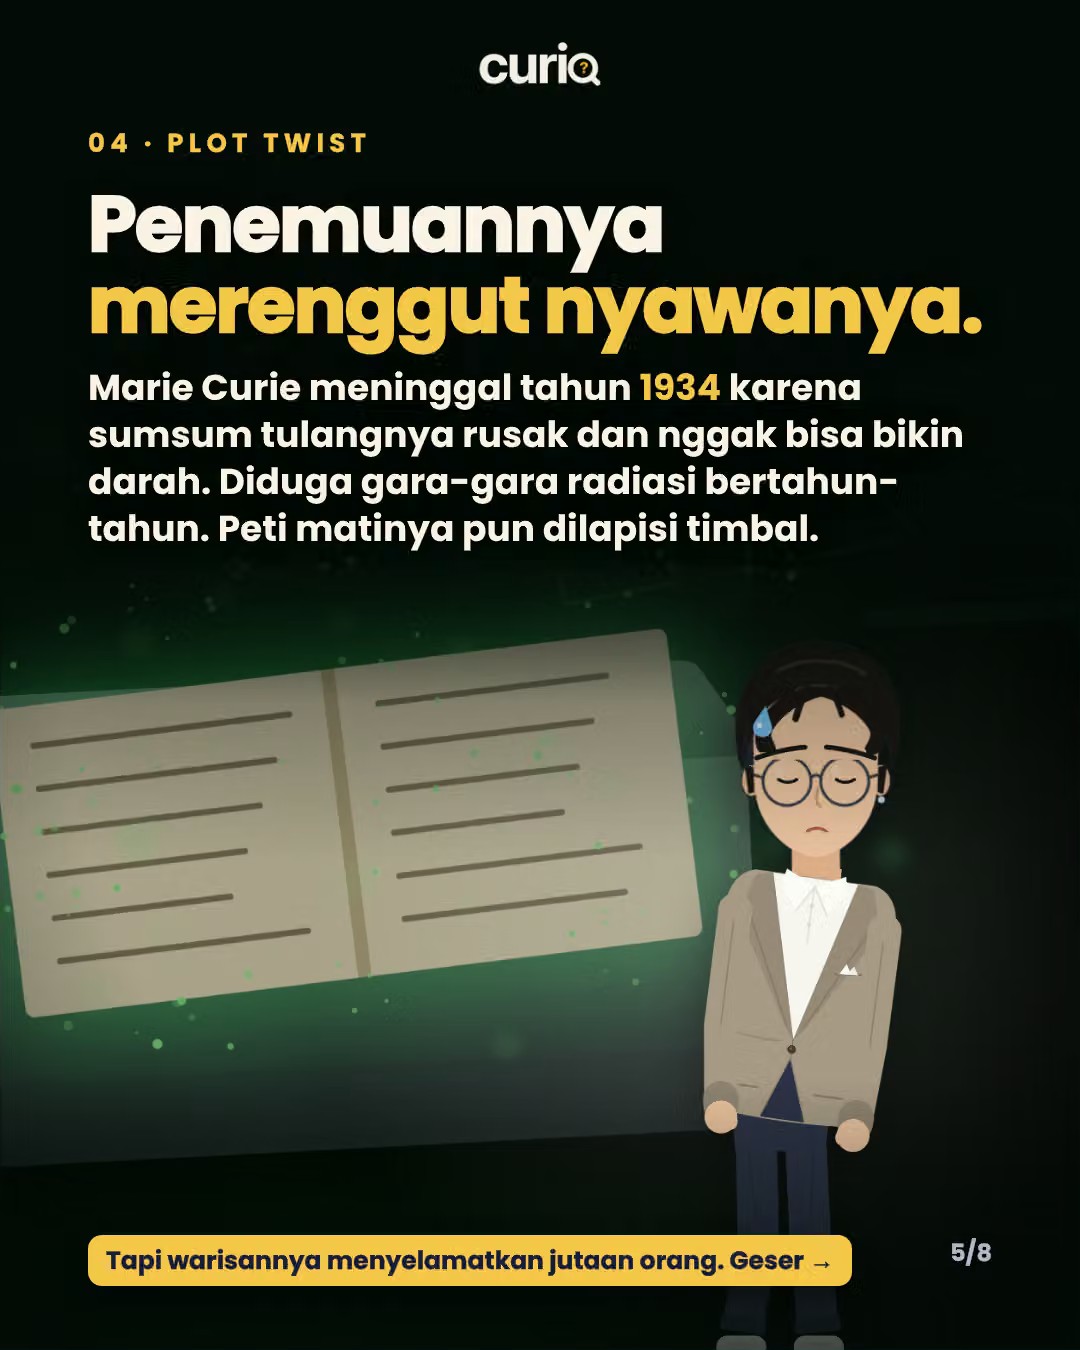 curiQ
04 · PLOT TWIST
Penemuannya
merenggut nyawanya.
Marie Curie meninggal tahun 1934 karena
sumsum tulangnya rusak dan nggak bisa bikin
darah. Diduga gara-gara radiasi bertahun-
tahun. Peti matinya pun dilapisi timbal.
Tapi warisannya menyelamatkan jutaan orang. Geser →
5/8